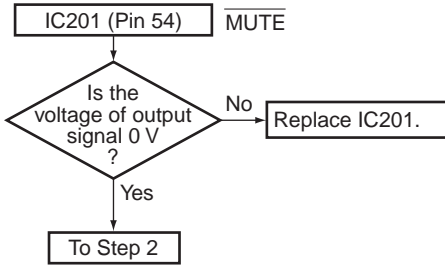 IC201 (Pin 54) MUTE
Is the
voltage of output
signal 0 V
?
No
Replace IC201.
Yes
To Step 2